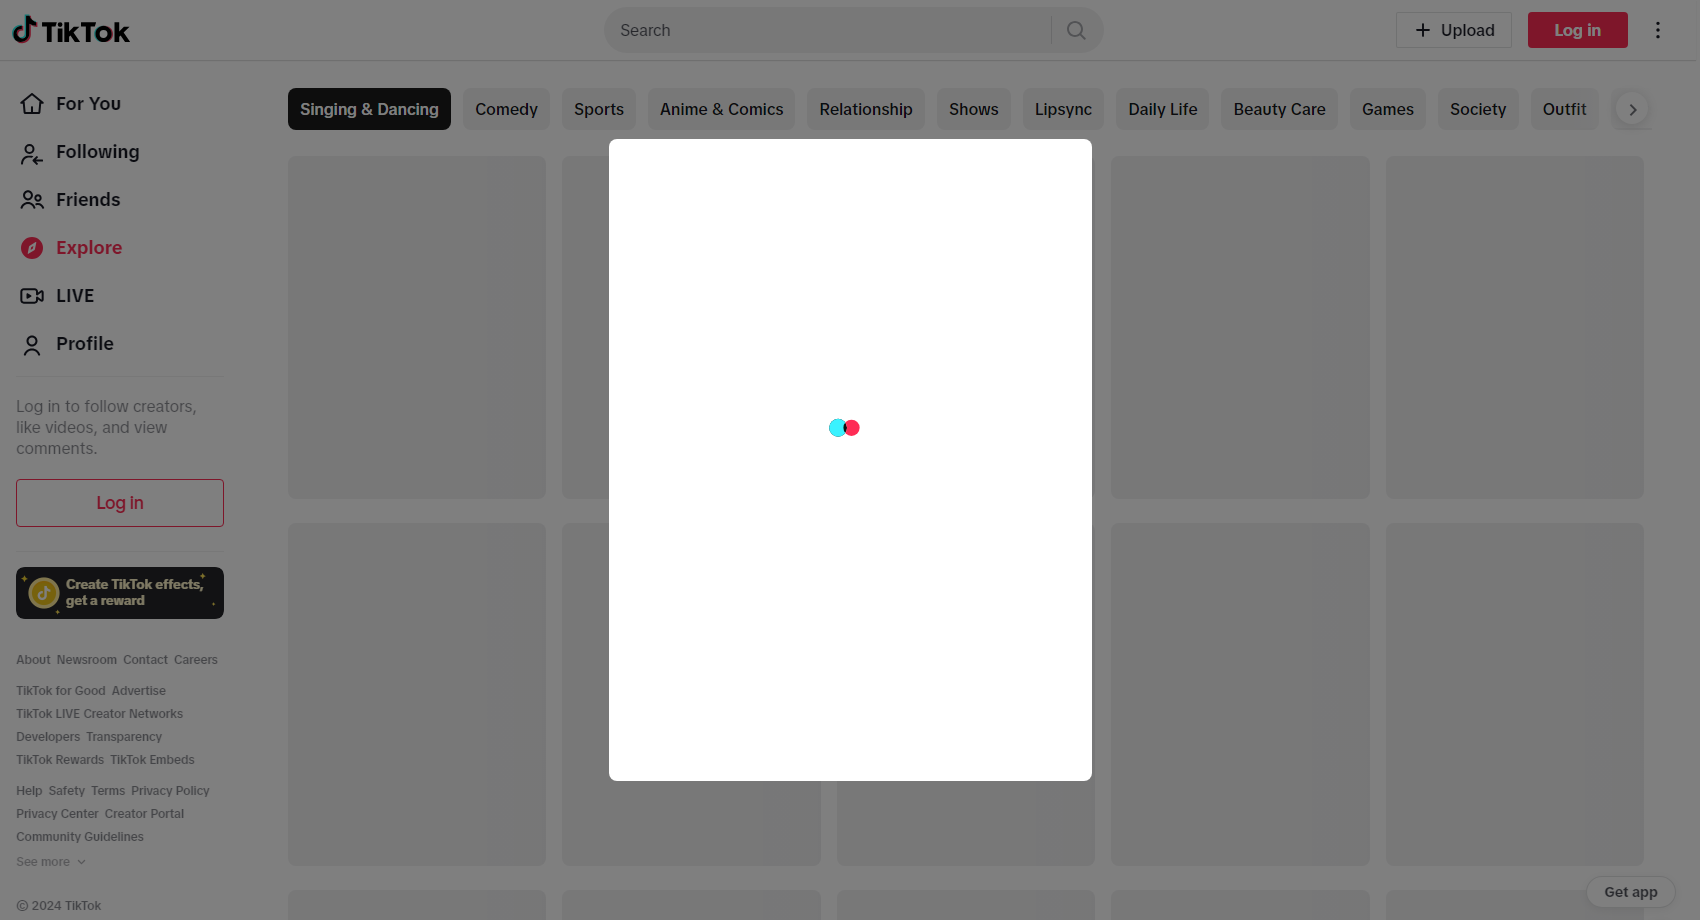 TikTok
Search
Upload
Log in
For You
Following
Friends
Explore
LIVE
Profile
Log in to follow creators,
like videos, and view
comments.
Log in
Create TikTok effects,
get a reward
About Newsroom Contact Careers
TikTok for Good Advertise
TikTok LIVE Creator Networks
Developers Transparency
TikTok Rewards TikTok Embeds
Help Safety Terms Privacy Policy
Privacy Center Creator Portal
Community Guidelines
See more
© 2024 TikTok
Singing & Dancing Comedy Sports Anime & Comics Relationship Shows Lipsync Daily Life Beauty Care Games Society Outfit
Get app